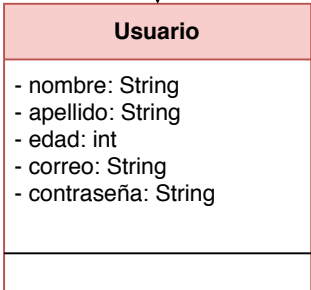 Usuario
- nombre: String
- apellido: String
- edad: int
- correo: String
- contraseña: String